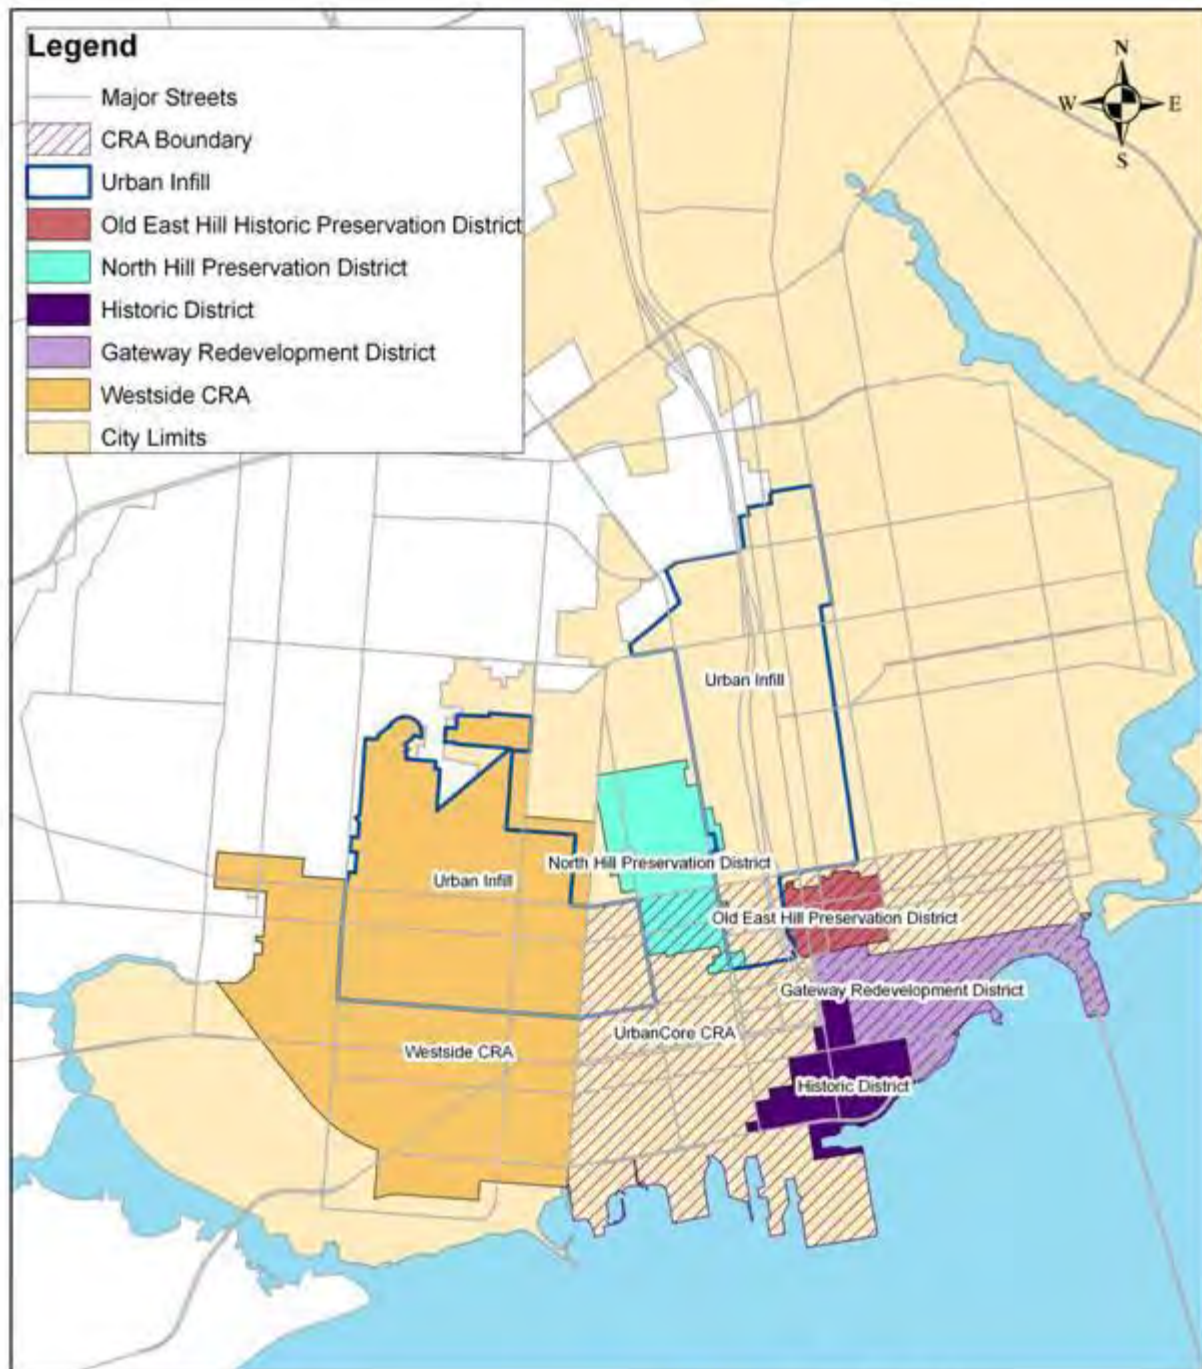 Legend
Major Streets
CRA Boundary
Urban Infill
Old East Hill Historic Preservation District
North Hill Preservation District
Historic District
Gateway Redevelopment District
Westside CRA
City Limits
N
W E
S
Urban Infill
North Hill Preservation District
Urban Infill
Old East Hill Preservation District
Gateway Redevelopment District
UrbanCore CRA
Westside CRA
Historic District